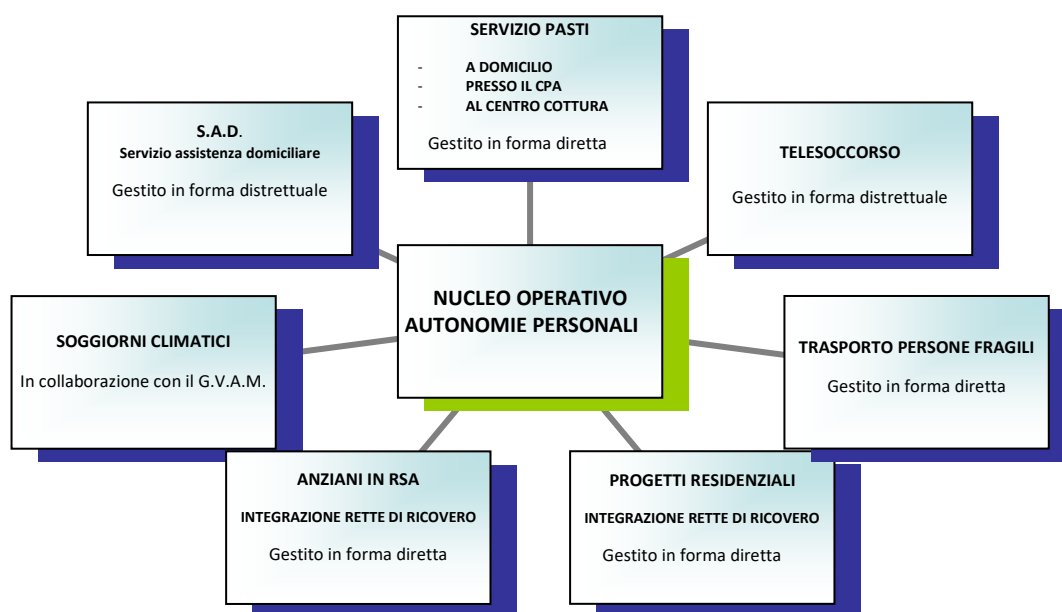 SERVIZIO PASTI
- A DOMICILIO
- PRESSO IL CPA
- AL CENTRO COTTURA
Gestito in forma diretta
S.A.D.
Servizio assistenza domiciliare
Gestito in forma distrettuale
TELESOCCORSO
Gestito in forma distrettuale
NUCLEO OPERATIVO
AUTONOMIE PERSONALI
SOGGIORNI CLIMATICI
In collaborazione con il G.V.A.M.
TRASPORTO PERSONE FRAGILI
Gestito in forma diretta
ANZIANI IN RSA
INTEGRAZIONE RETTE DI RICOVERO
Gestito in forma diretta
PROGETTI RESIDENZIALI
INTEGRAZIONE RETTE DI RICOVERO
Gestito in forma diretta